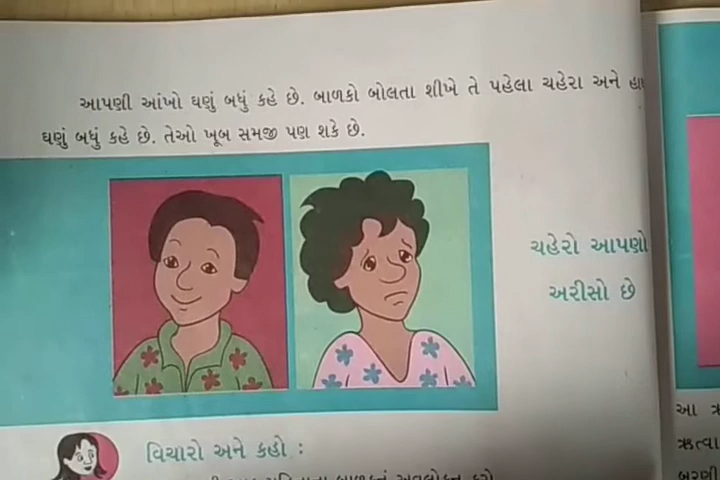 આપણી આંખો ઘણું બધું કહે છે. બાળકો બોલતા શીખે તે પહેલા ચહેરા અને
ઘણું બધું કહે છે. તેઓ ખૂબ સમજી પણ શકે છે.
ચહેરો આપણો
અરીસો છે
વિચારો અને કહો :
આ